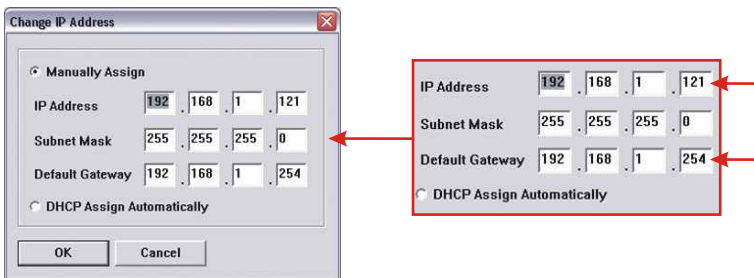 Change IP Address
Manually Assign
IP Address 192 . 168 . 1 . 121
Subnet Mask 255 . 255 . 255 . 0
Default Gateway 192 . 168 . 1 . 254
DHCP Assign Automatically
OK Cancel
IP Address 192 . 168 . 1 . 121
Subnet Mask 255 . 255 . 255 . 0
Default Gateway 192 . 168 . 1 . 254
DHCP Assign Automatically